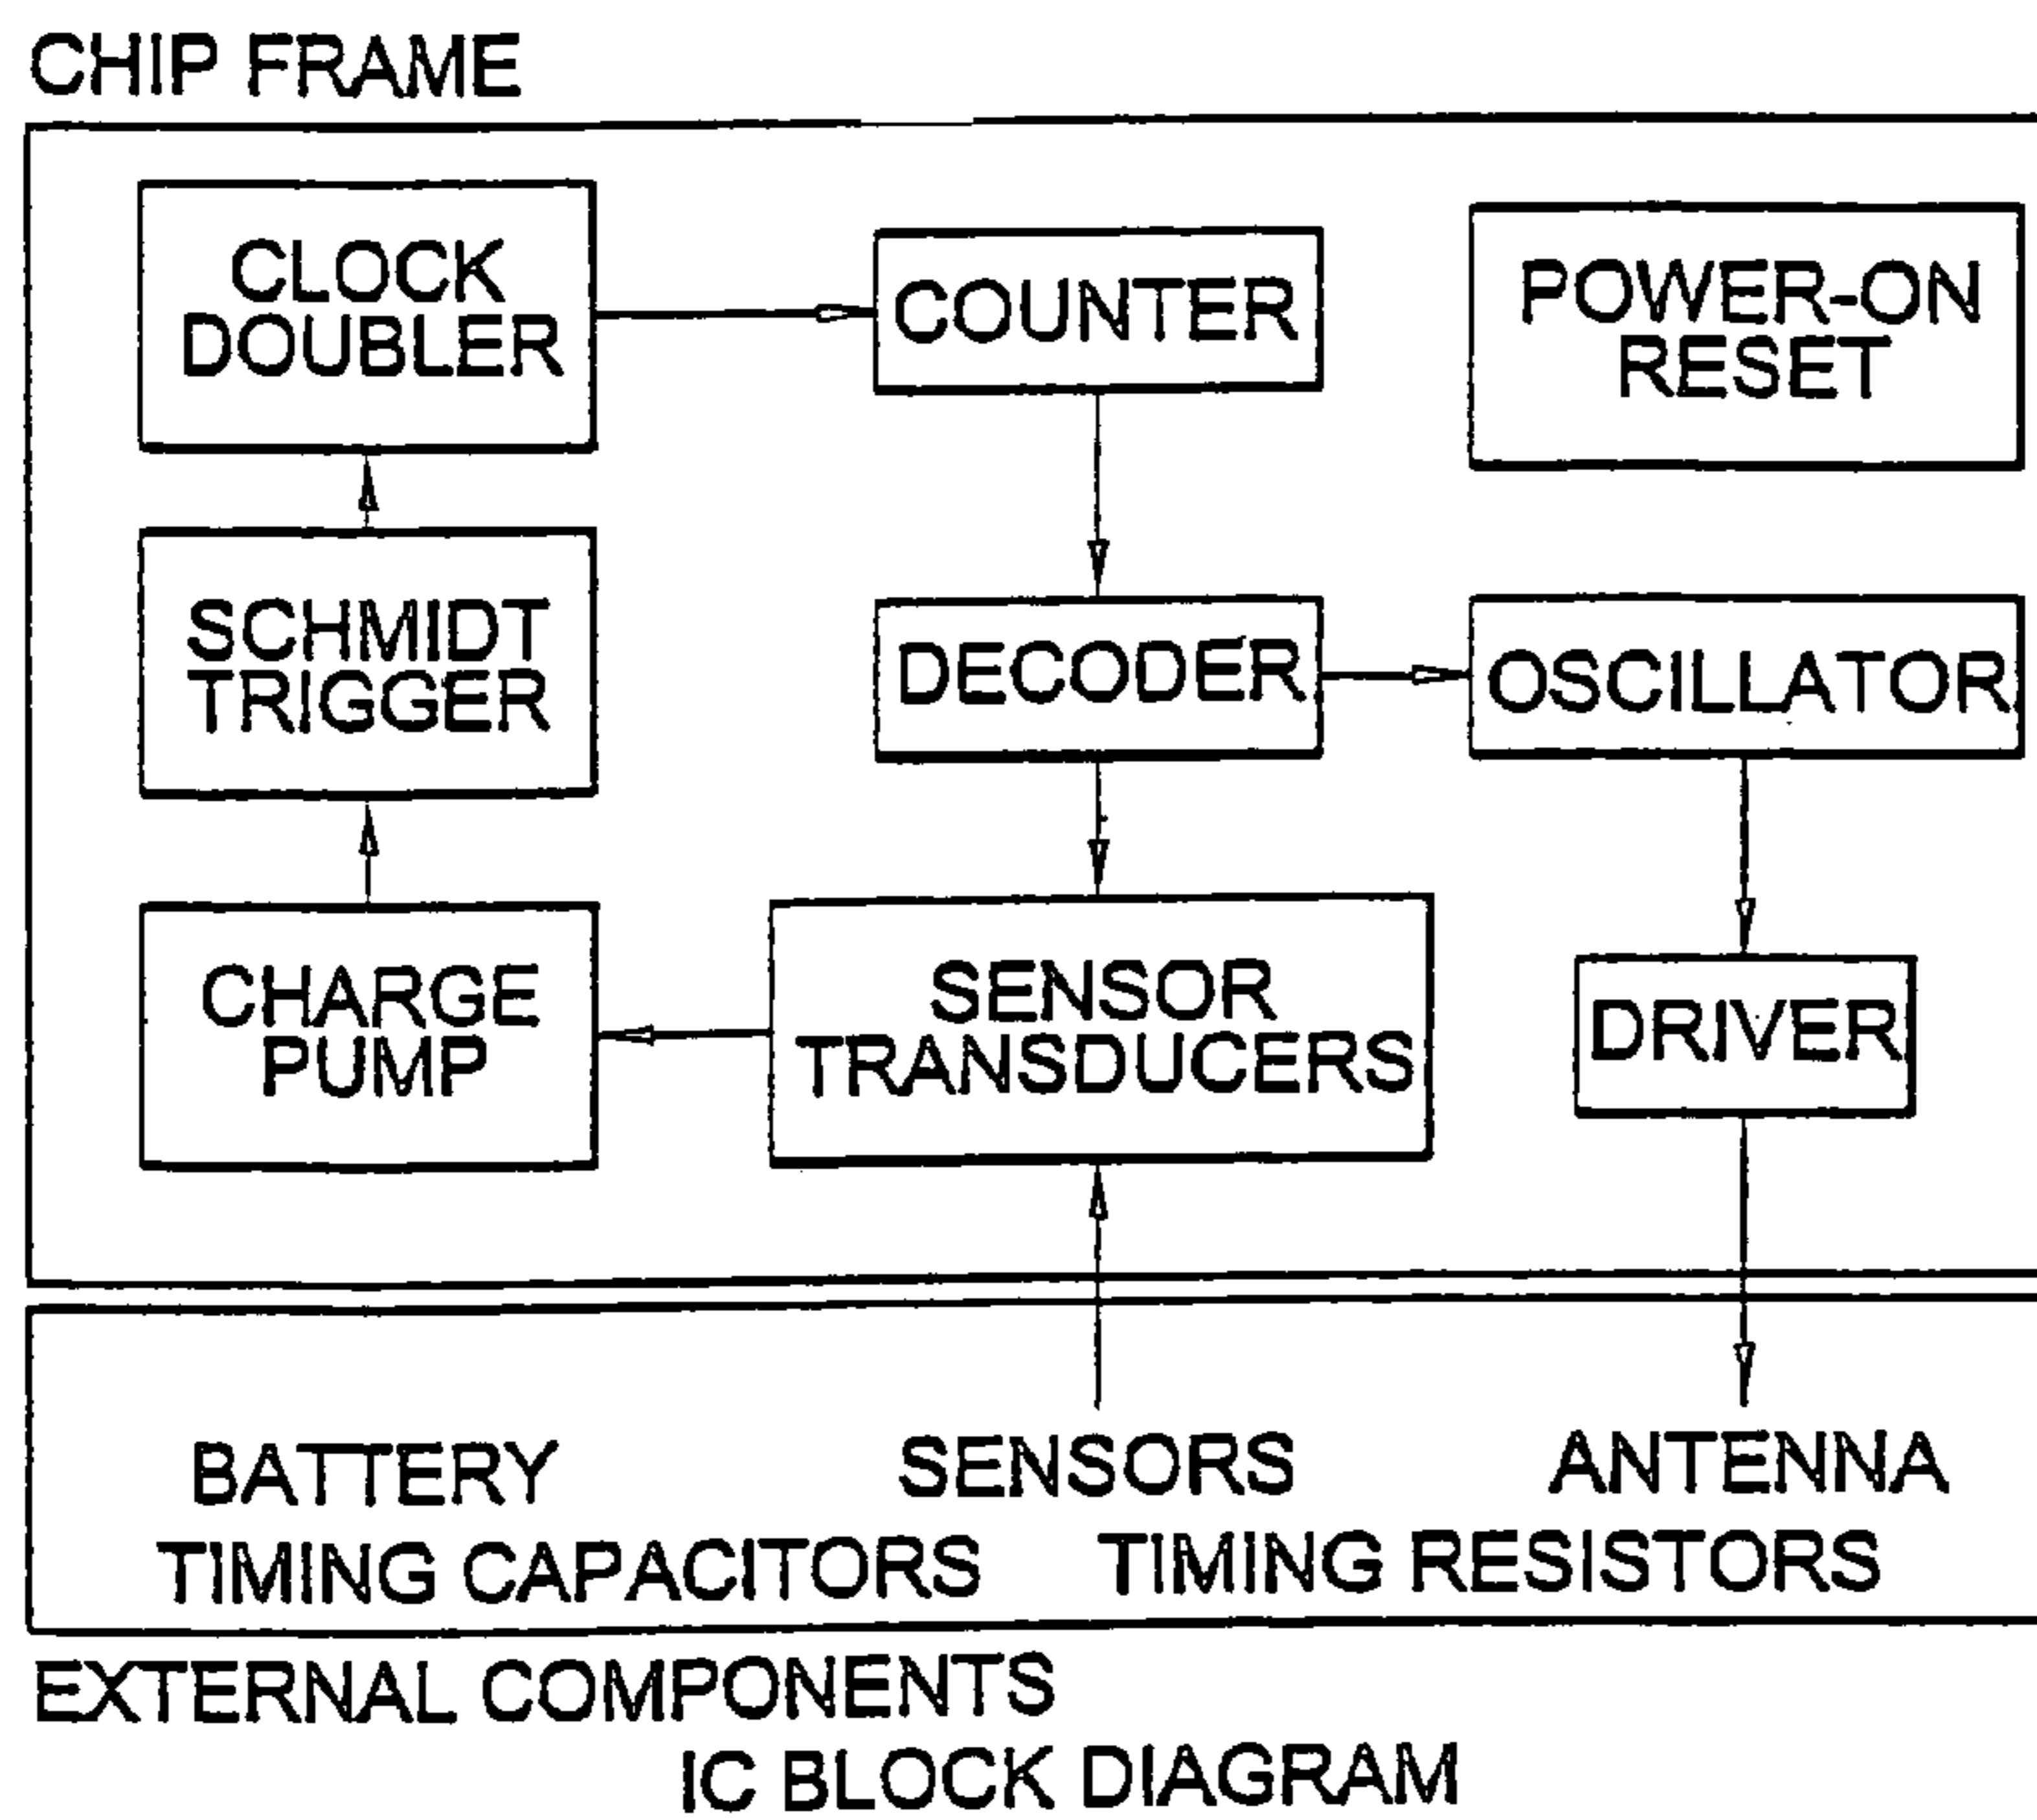 CHIP FRAME
CLOCK
DOUBLER
COUNTER
POWER-ON
RESET
SCHMIDT
TRIGGER
DECODER
OSCILLATOR
CHARGE
PUMP
SENSOR
TRANSDUCERS
DRIVER
BATTERY SENSORS ANTENNA
TIMING CAPACITORS TIMING RESISTORS
EXTERNAL COMPONENTS
IC BLOCK DIAGRAM